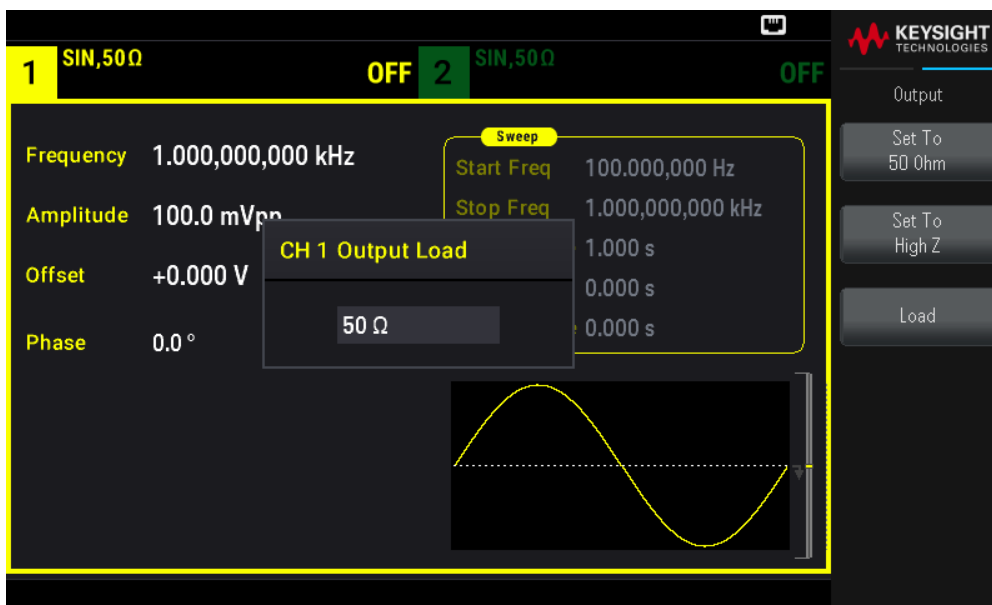 KEYSIGHT
TECHNOLOGIES
1 SIN,50Ω OFF
2 SIN,50Ω OFF
Output
Set To
50 Ohm
Set To
High Z
Load
Frequency 1.000,000,000 kHz
Amplitude 100.0 mVpp
Offset +0.000 V
Phase 0.0 °
Sweep
Start Freq 100.000,000 Hz
Stop Freq 1.000,000,000 kHz
1.000 s
0.000 s
0.000 s
CH 1 Output Load
50 Ω